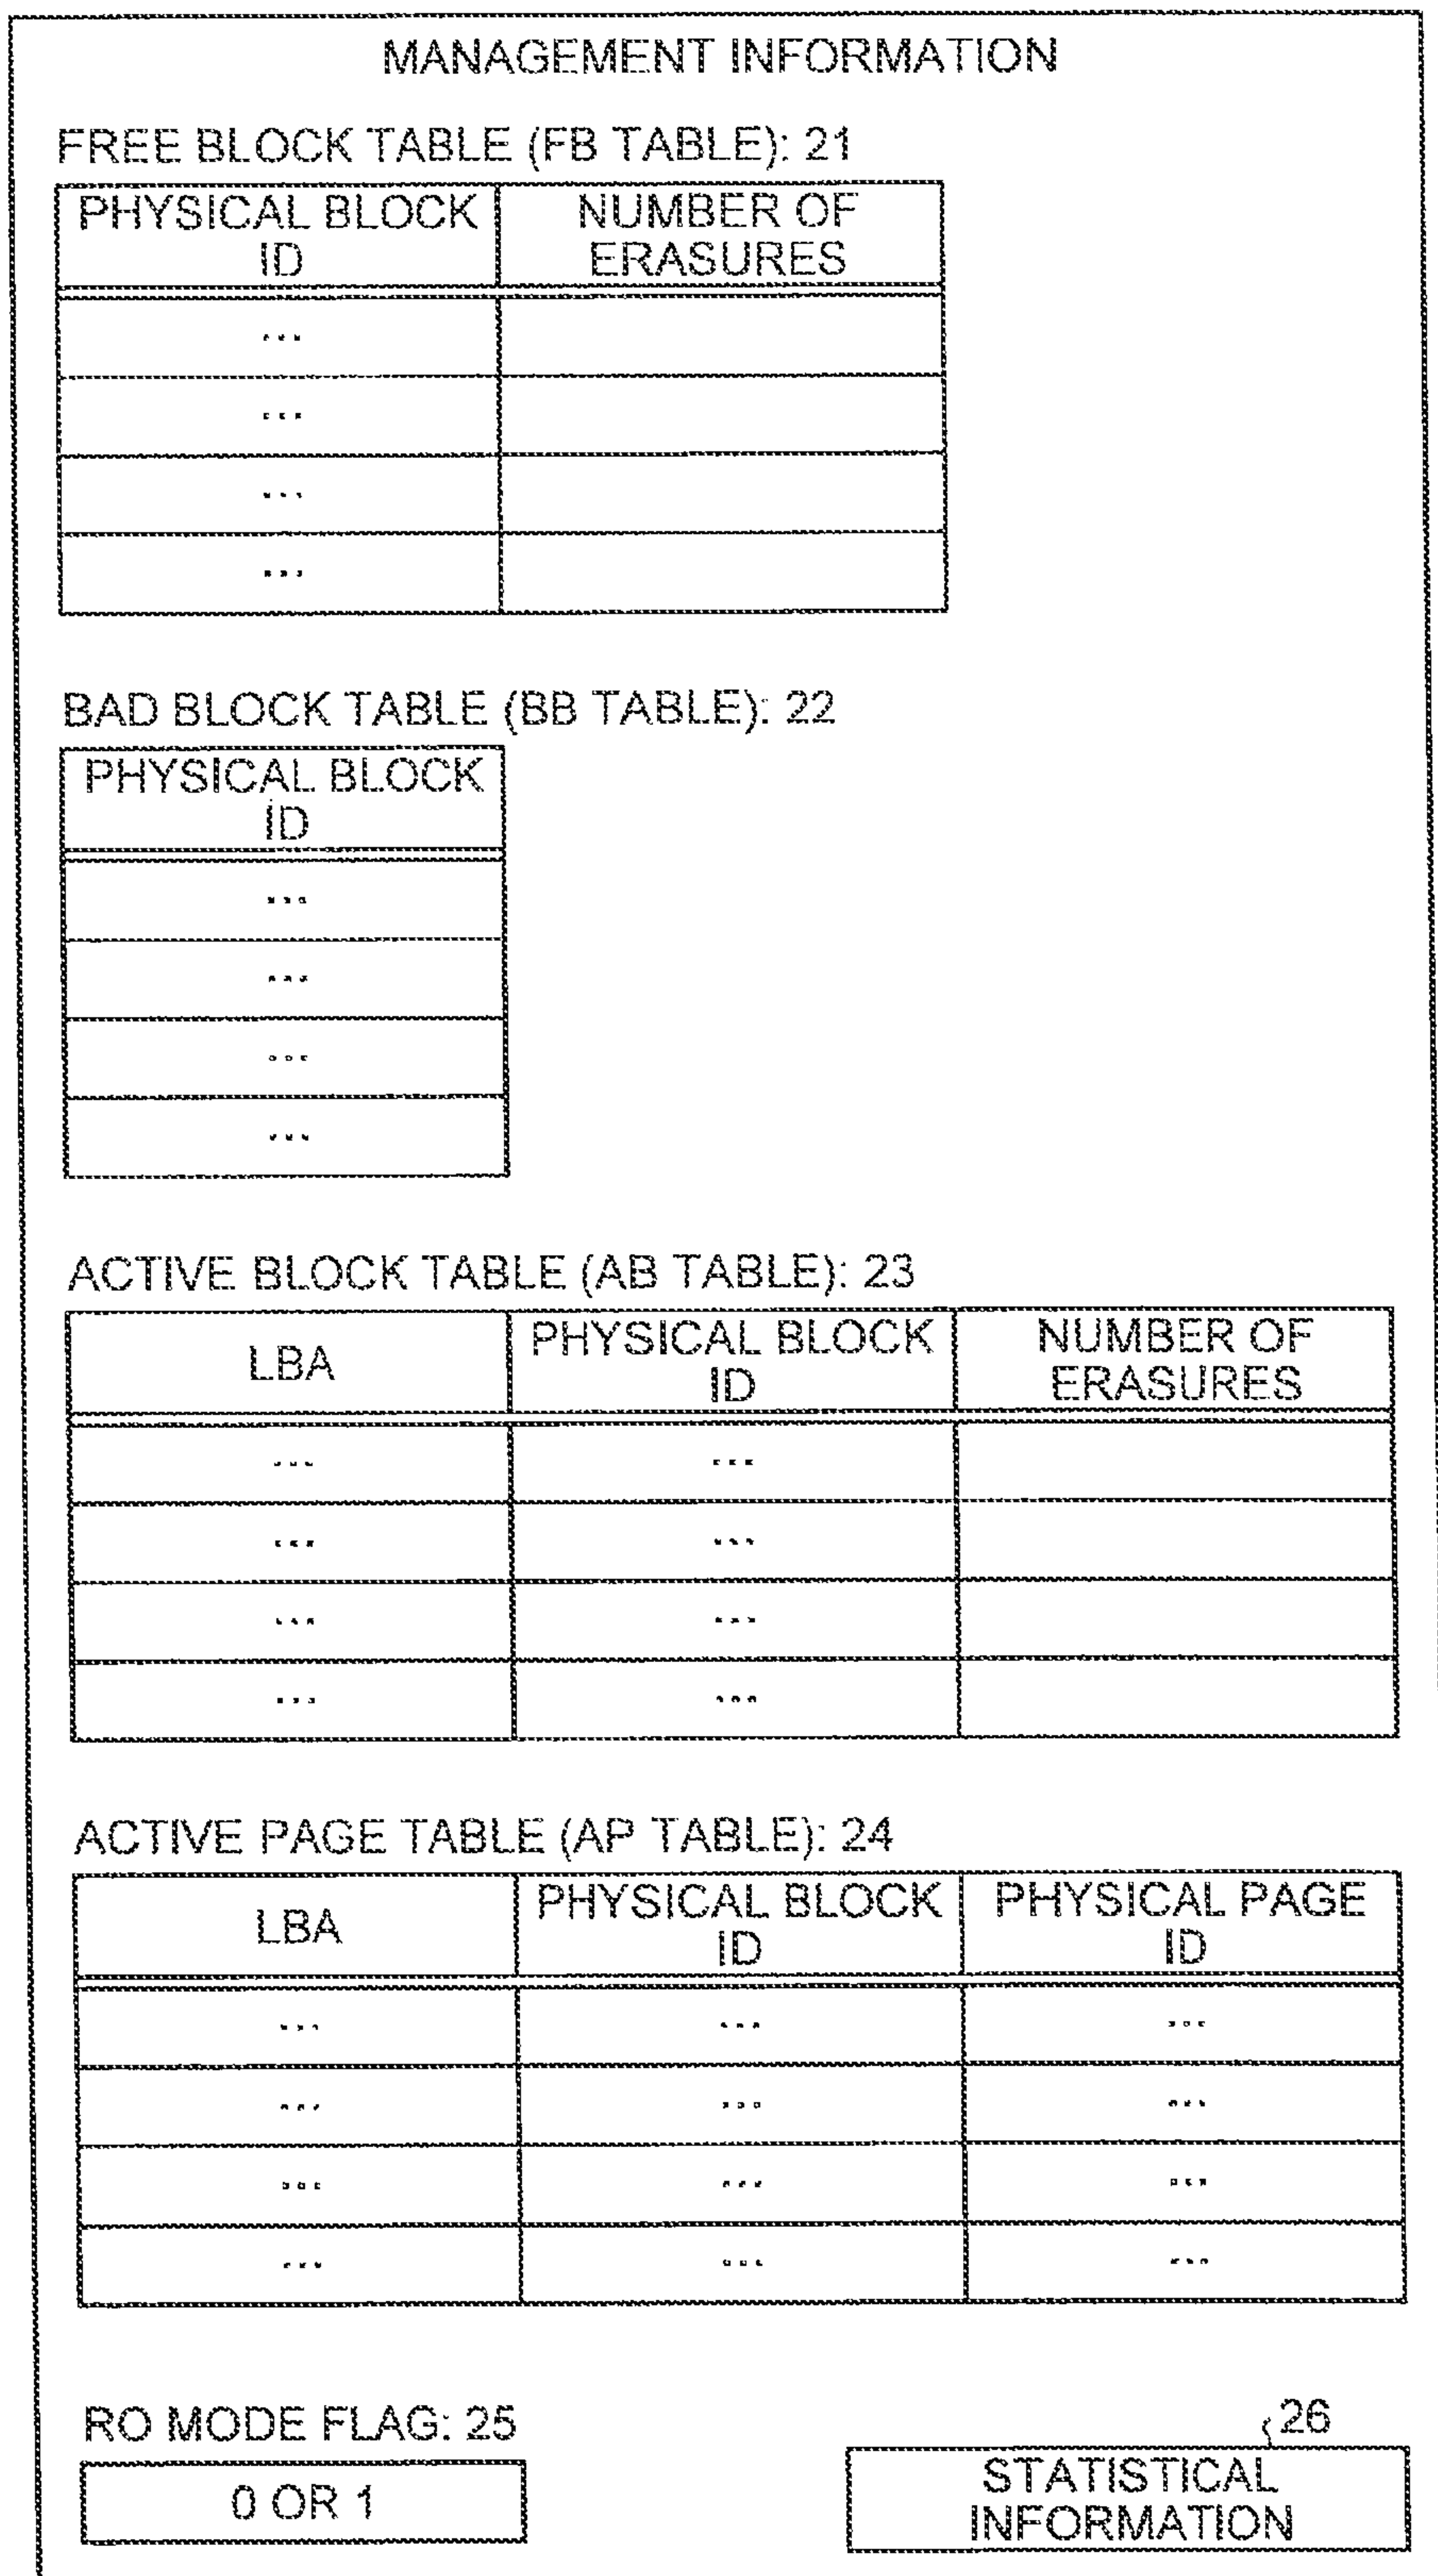 MANAGEMENT INFORMATION
FREE BLOCK TABLE (FB TABLE): 21
PHYSICAL BLOCK ID NUMBER OF ERASURES
...
...
...
...
BAD BLOCK TABLE (BB TABLE): 22
PHYSICAL BLOCK ID
...
...
...
...
ACTIVE BLOCK TABLE (AB TABLE): 23
LBA PHYSICAL BLOCK ID NUMBER OF ERASURES
... ...
... ...
... ...
... ...
ACTIVE PAGE TABLE (AP TABLE): 24
LBA PHYSICAL BLOCK ID PHYSICAL PAGE ID
... ... ...
... ... ...
... ... ...
... ... ...
RO MODE FLAG: 25
0 OR 1
26
STATISTICAL
INFORMATION